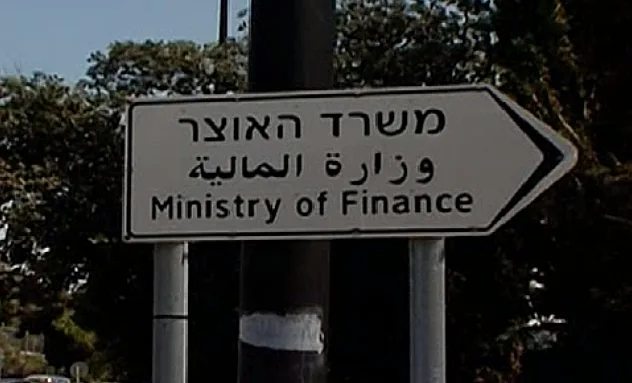 משרד האוצר
وزارة المالية
Ministry of Finance